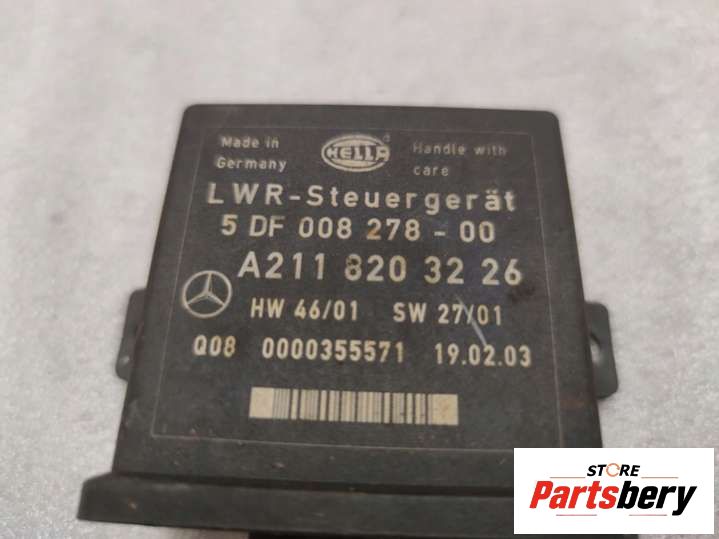 Made in
Germany
HELLA
Handle with
care
LWR-Steuergerät
5 DF 008 278 - 00
A211 820 32 26
HW 46/01 SW 27/01
Q08 0000355571 19.02.03
STORE
Partsbery